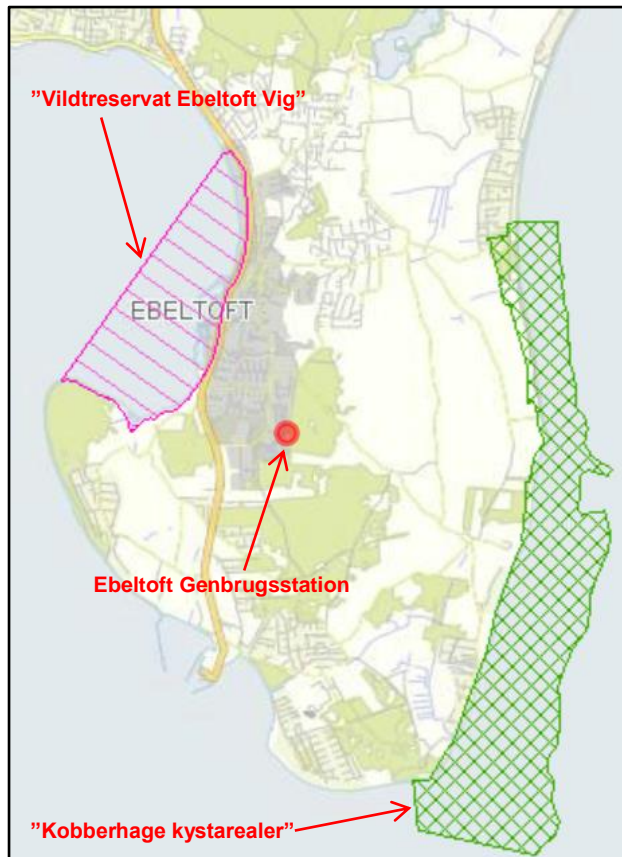 ”Vildtreservat Ebeltoft Vig”
EBELTOFT
Ebeltoft Genbrugsstation
”Kobberhage kystarealer”